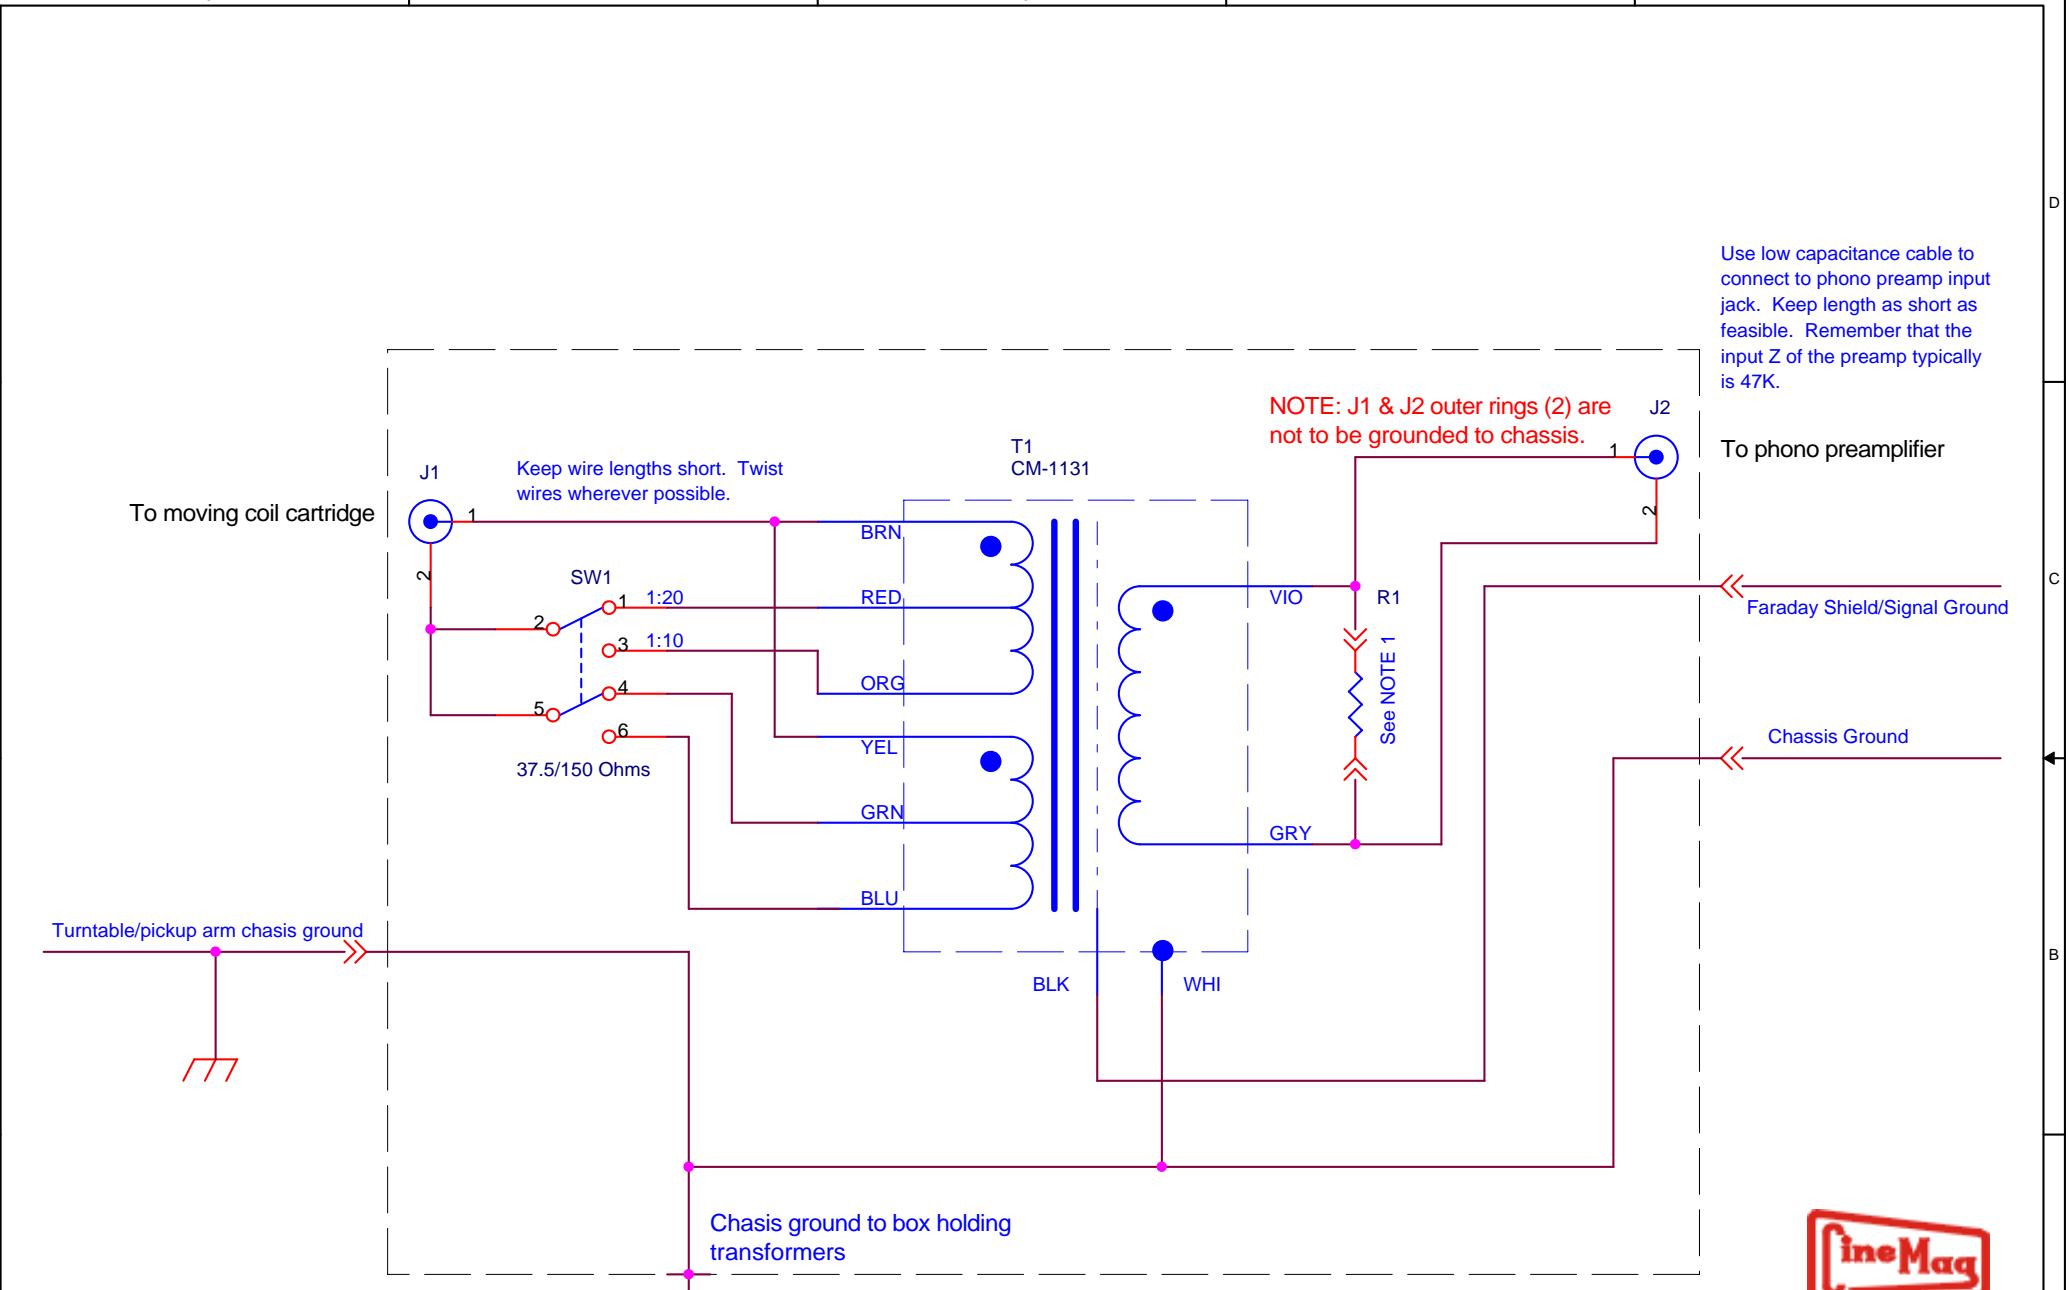 D
Use low capacitance cable to
connect to phono preamp input
jack. Keep length as short as
feasible. Remember that the
input Z of the preamp typically
is 47K.
NOTE: J1 & J2 outer rings (2) are
not to be grounded to chassis.
J2
1
2
To phono preamplifier
T1
CM-1131
J1
Keep wire lengths short. Twist
wires wherever possible.
To moving coil cartridge
1
2
BRN
SW1
1
1:20
RED
2
3
1:10
ORG
4
5
6
YEL
37.5/150 Ohms
GRN
BLU
VIO
R1
See NOTE 1
GRY
C
Faraday Shield/Signal Ground
Chassis Ground
Turntable/pickup arm chasis ground
B
BLK
WHI
Chasis ground to box holding
transformers
CineMag